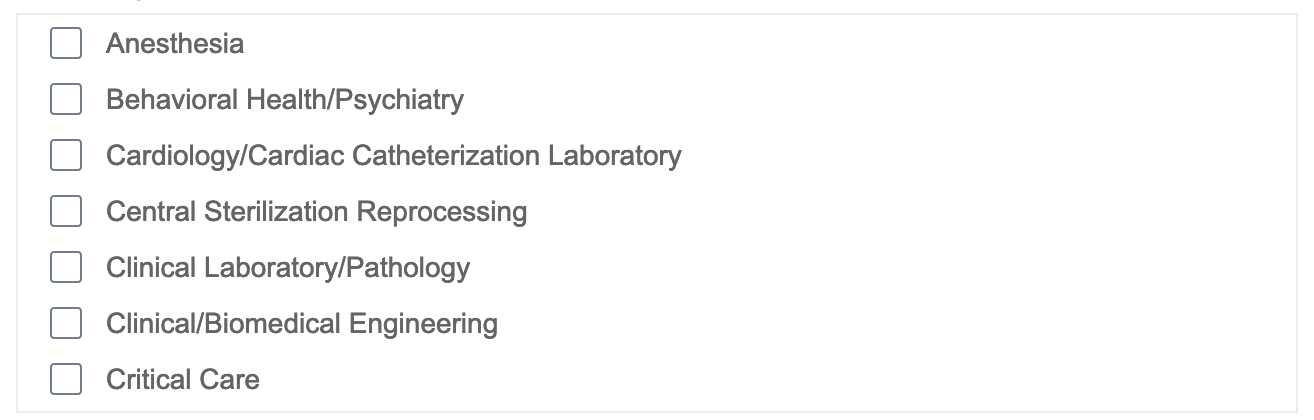 Anesthesia
Behavioral Health/Psychiatry
Cardiology/Cardiac Catheterization Laboratory
Central Sterilization Reprocessing
Clinical Laboratory/Pathology
Clinical/Biomedical Engineering
Critical Care